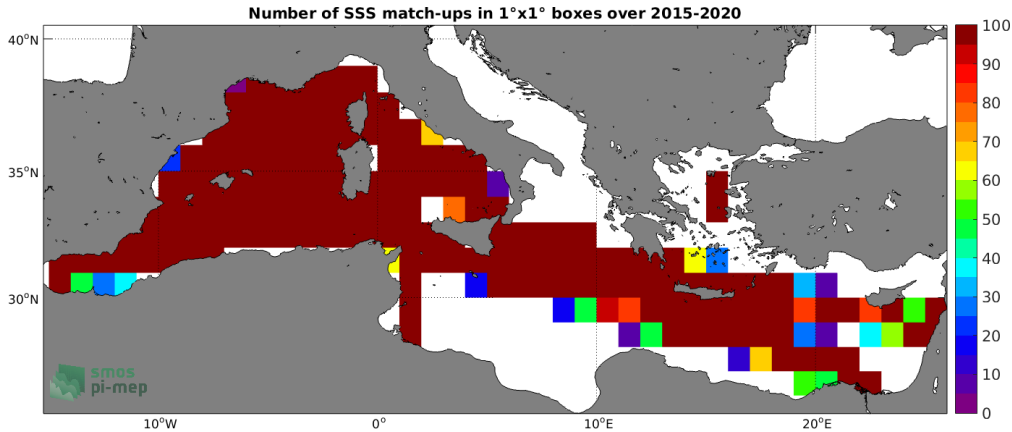 Number of SSS match-ups in 1°x1° boxes over 2015-2020
40°N
35°N
30°N
10°W
0°
10°E
20°E
100
90
80
70
60
50
40
30
20
10
0
smos
pi-mep